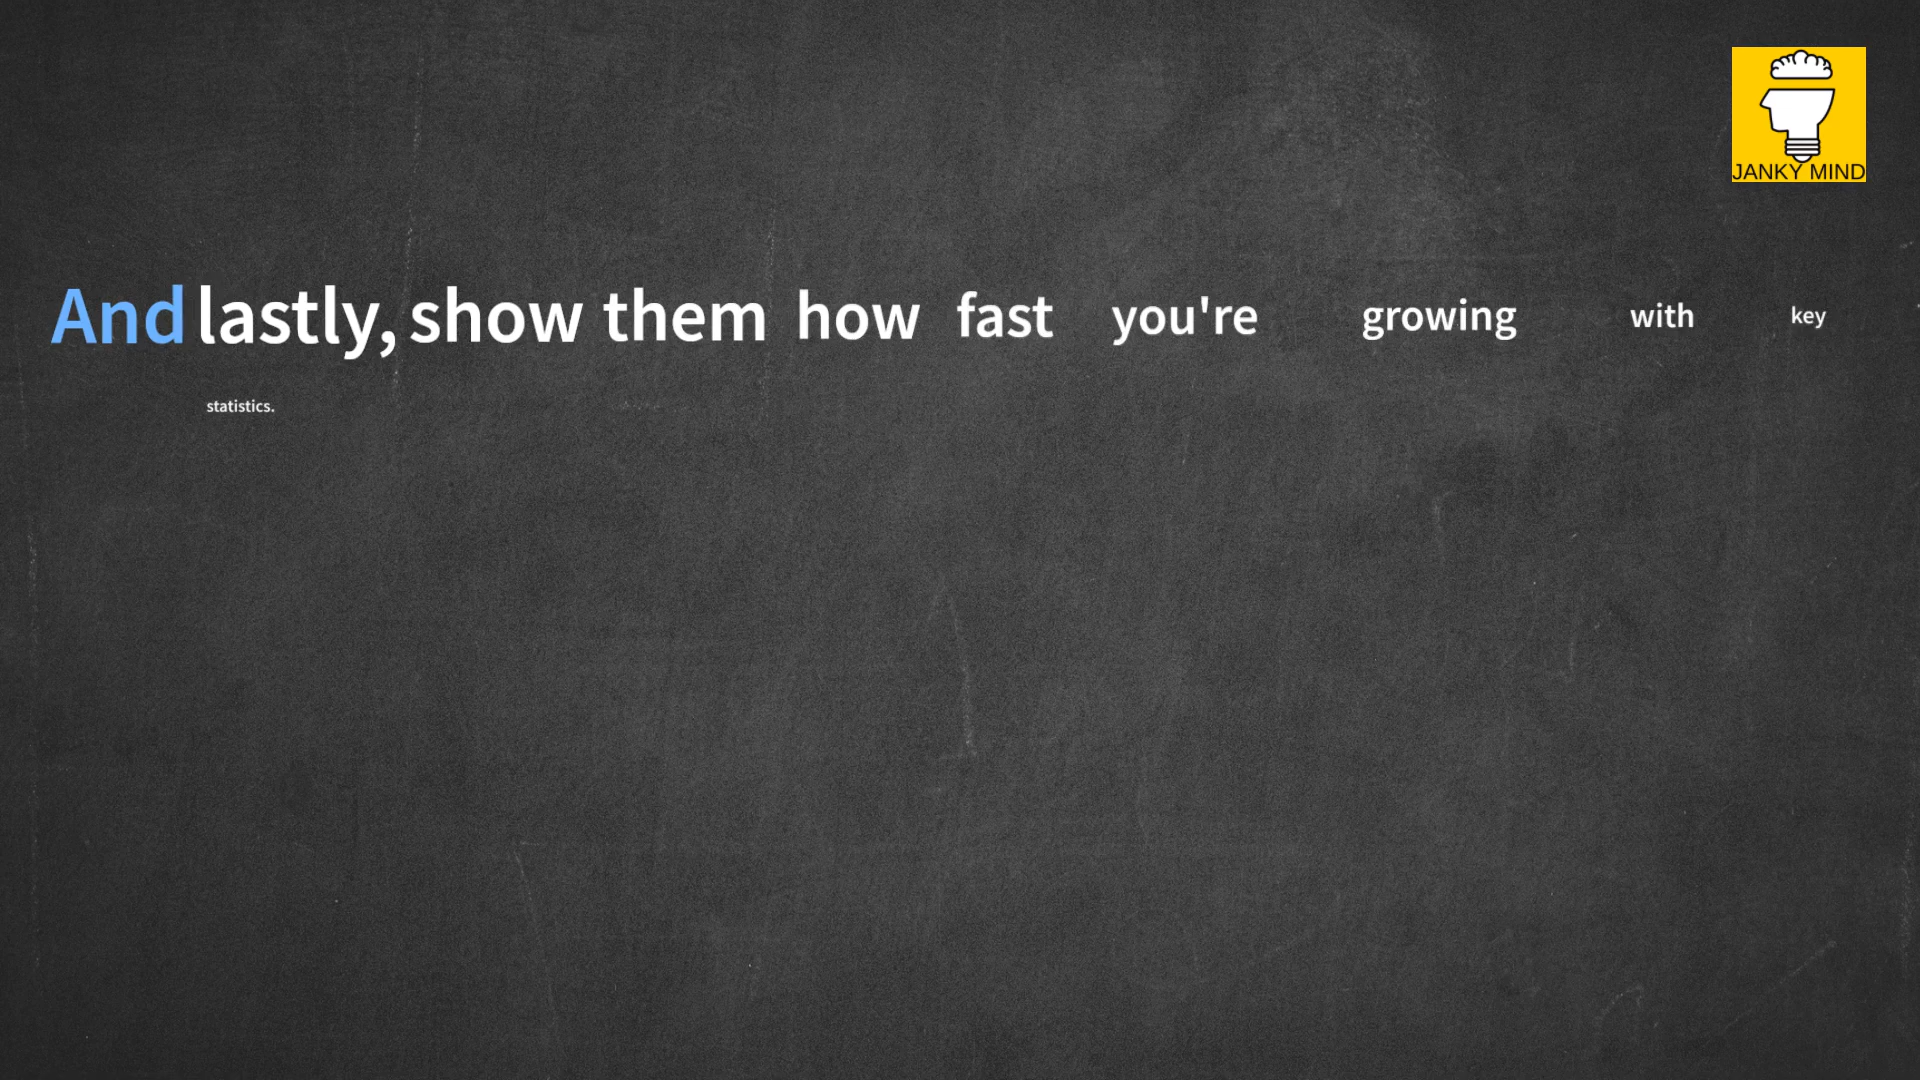 JANKY MIND
And lastly, show them how fast you're growing with key
statistics.